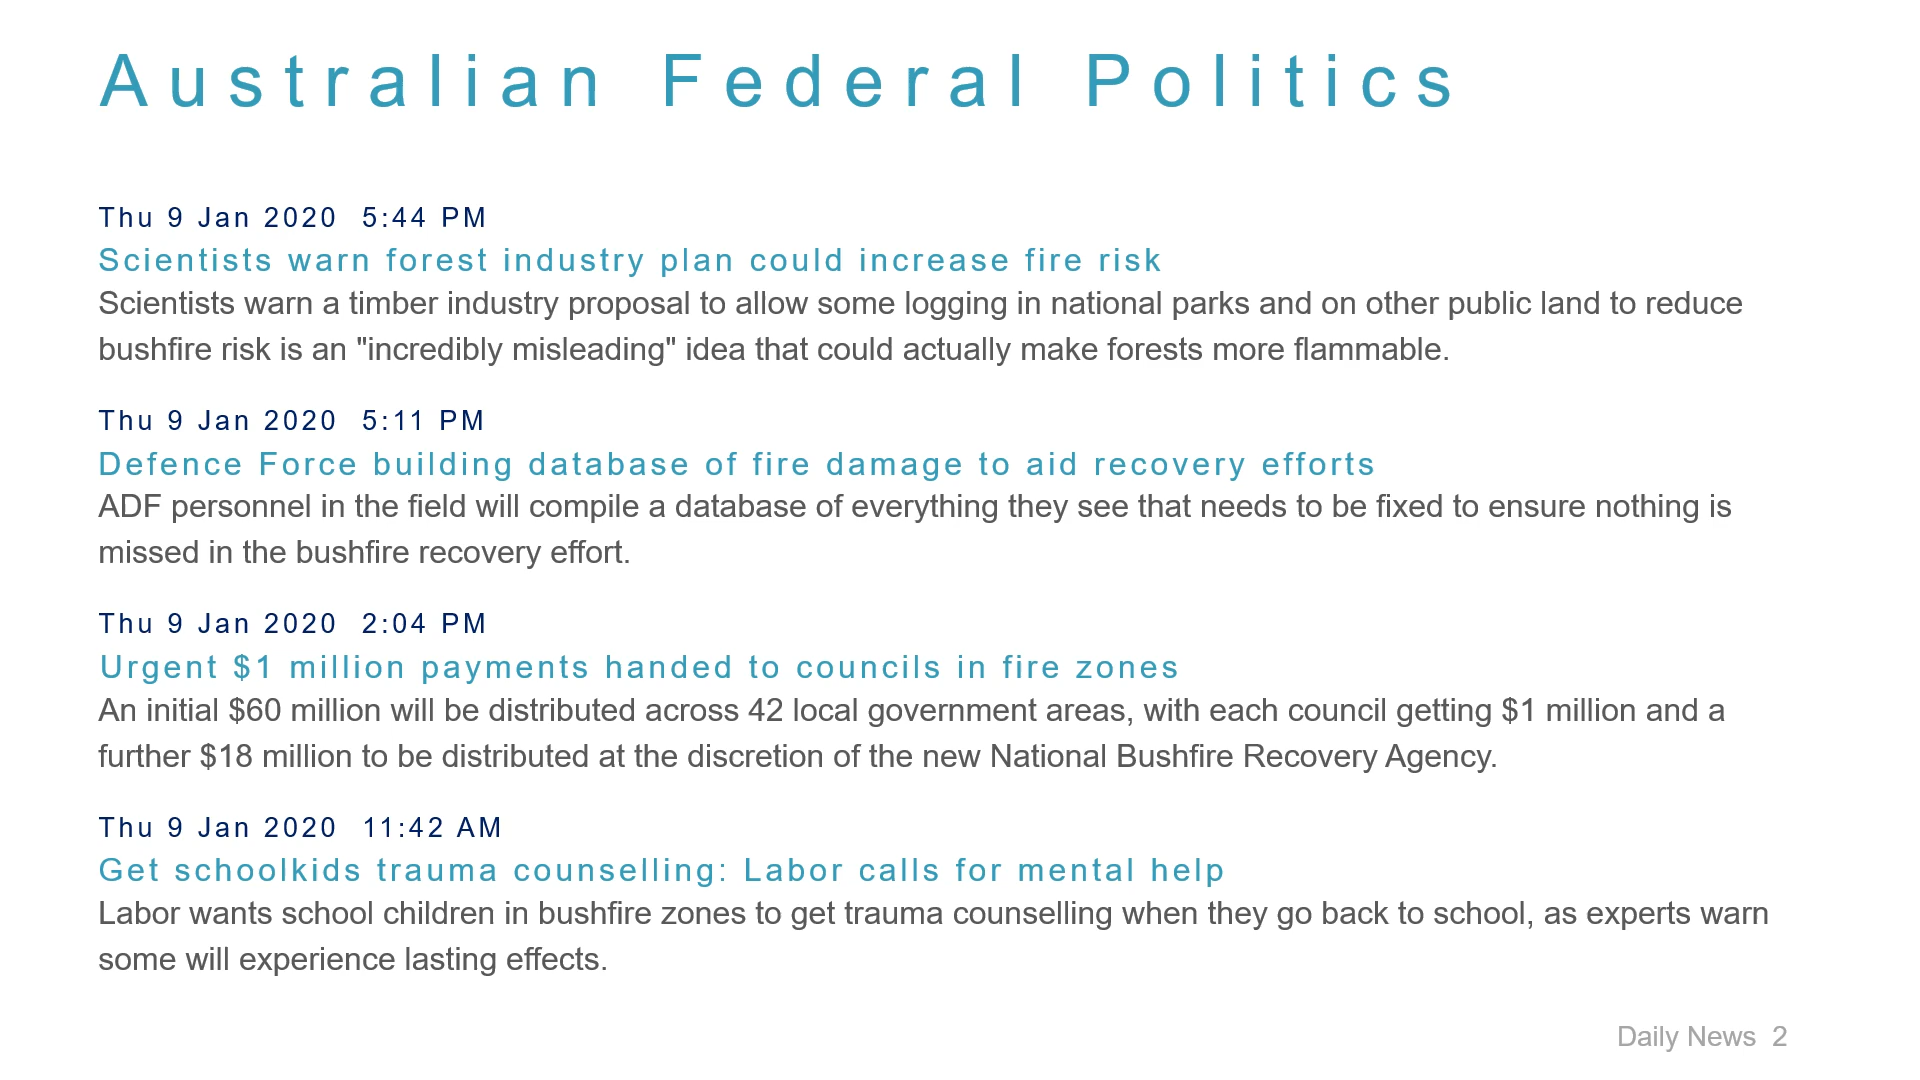 Australian Federal Politics
Thu 9 Jan 2020 5:44 PM
Scientists warn forest industry plan could increase fire risk
Scientists warn a timber industry proposal to allow some logging in national parks and on other public land to reduce
bushfire risk is an "incredibly misleading" idea that could actually make forests more flammable.
Thu 9 Jan 2020 5:11 PM
Defence Force building database of fire damage to aid recovery efforts
ADF personnel in the field will compile a database of everything they see that needs to be fixed to ensure nothing is
missed in the bushfire recovery effort.
Thu 9 Jan 2020 2:04 PM
Urgent $1 million payments handed to councils in fire zones
An initial $60 million will be distributed across 42 local government areas, with each council getting $1 million and a
further $18 million to be distributed at the discretion of the new National Bushfire Recovery Agency.
Thu 9 Jan 2020 11:42 AM
Get schoolkids trauma counselling: Labor calls for mental help
Labor wants school children in bushfire zones to get trauma counselling when they go back to school, as experts warn
some will experience lasting effects.
Daily News 2